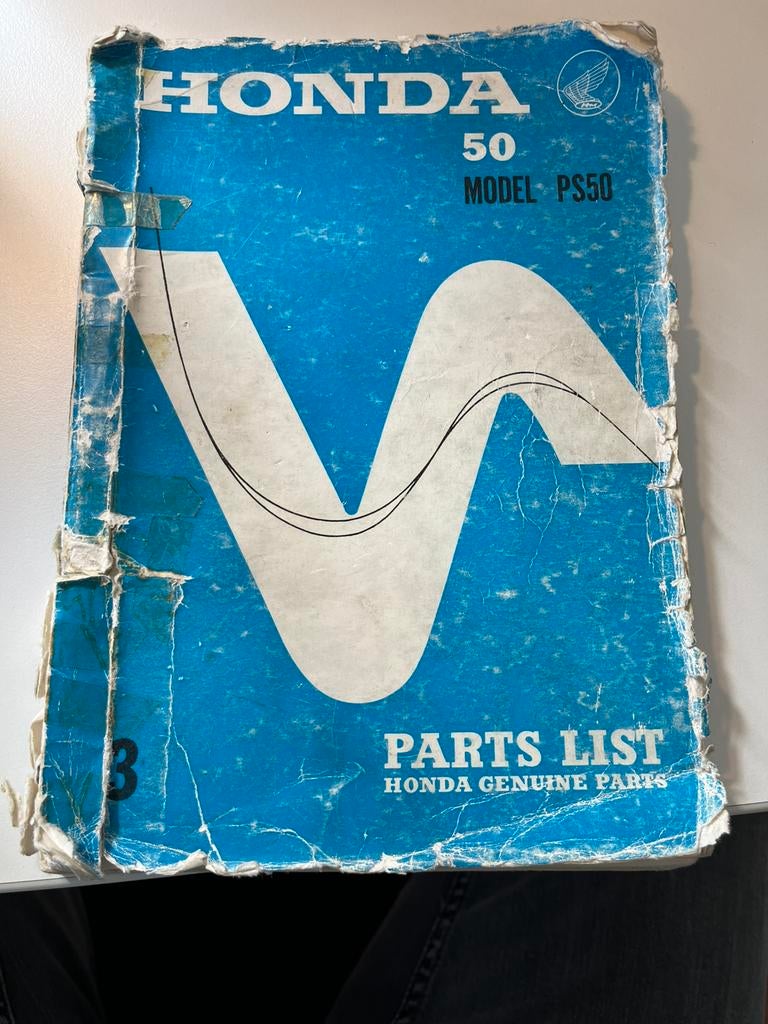 HONDA
50
MODEL PS50
3
PARTS LIST
HONDA GENUINE PARTS